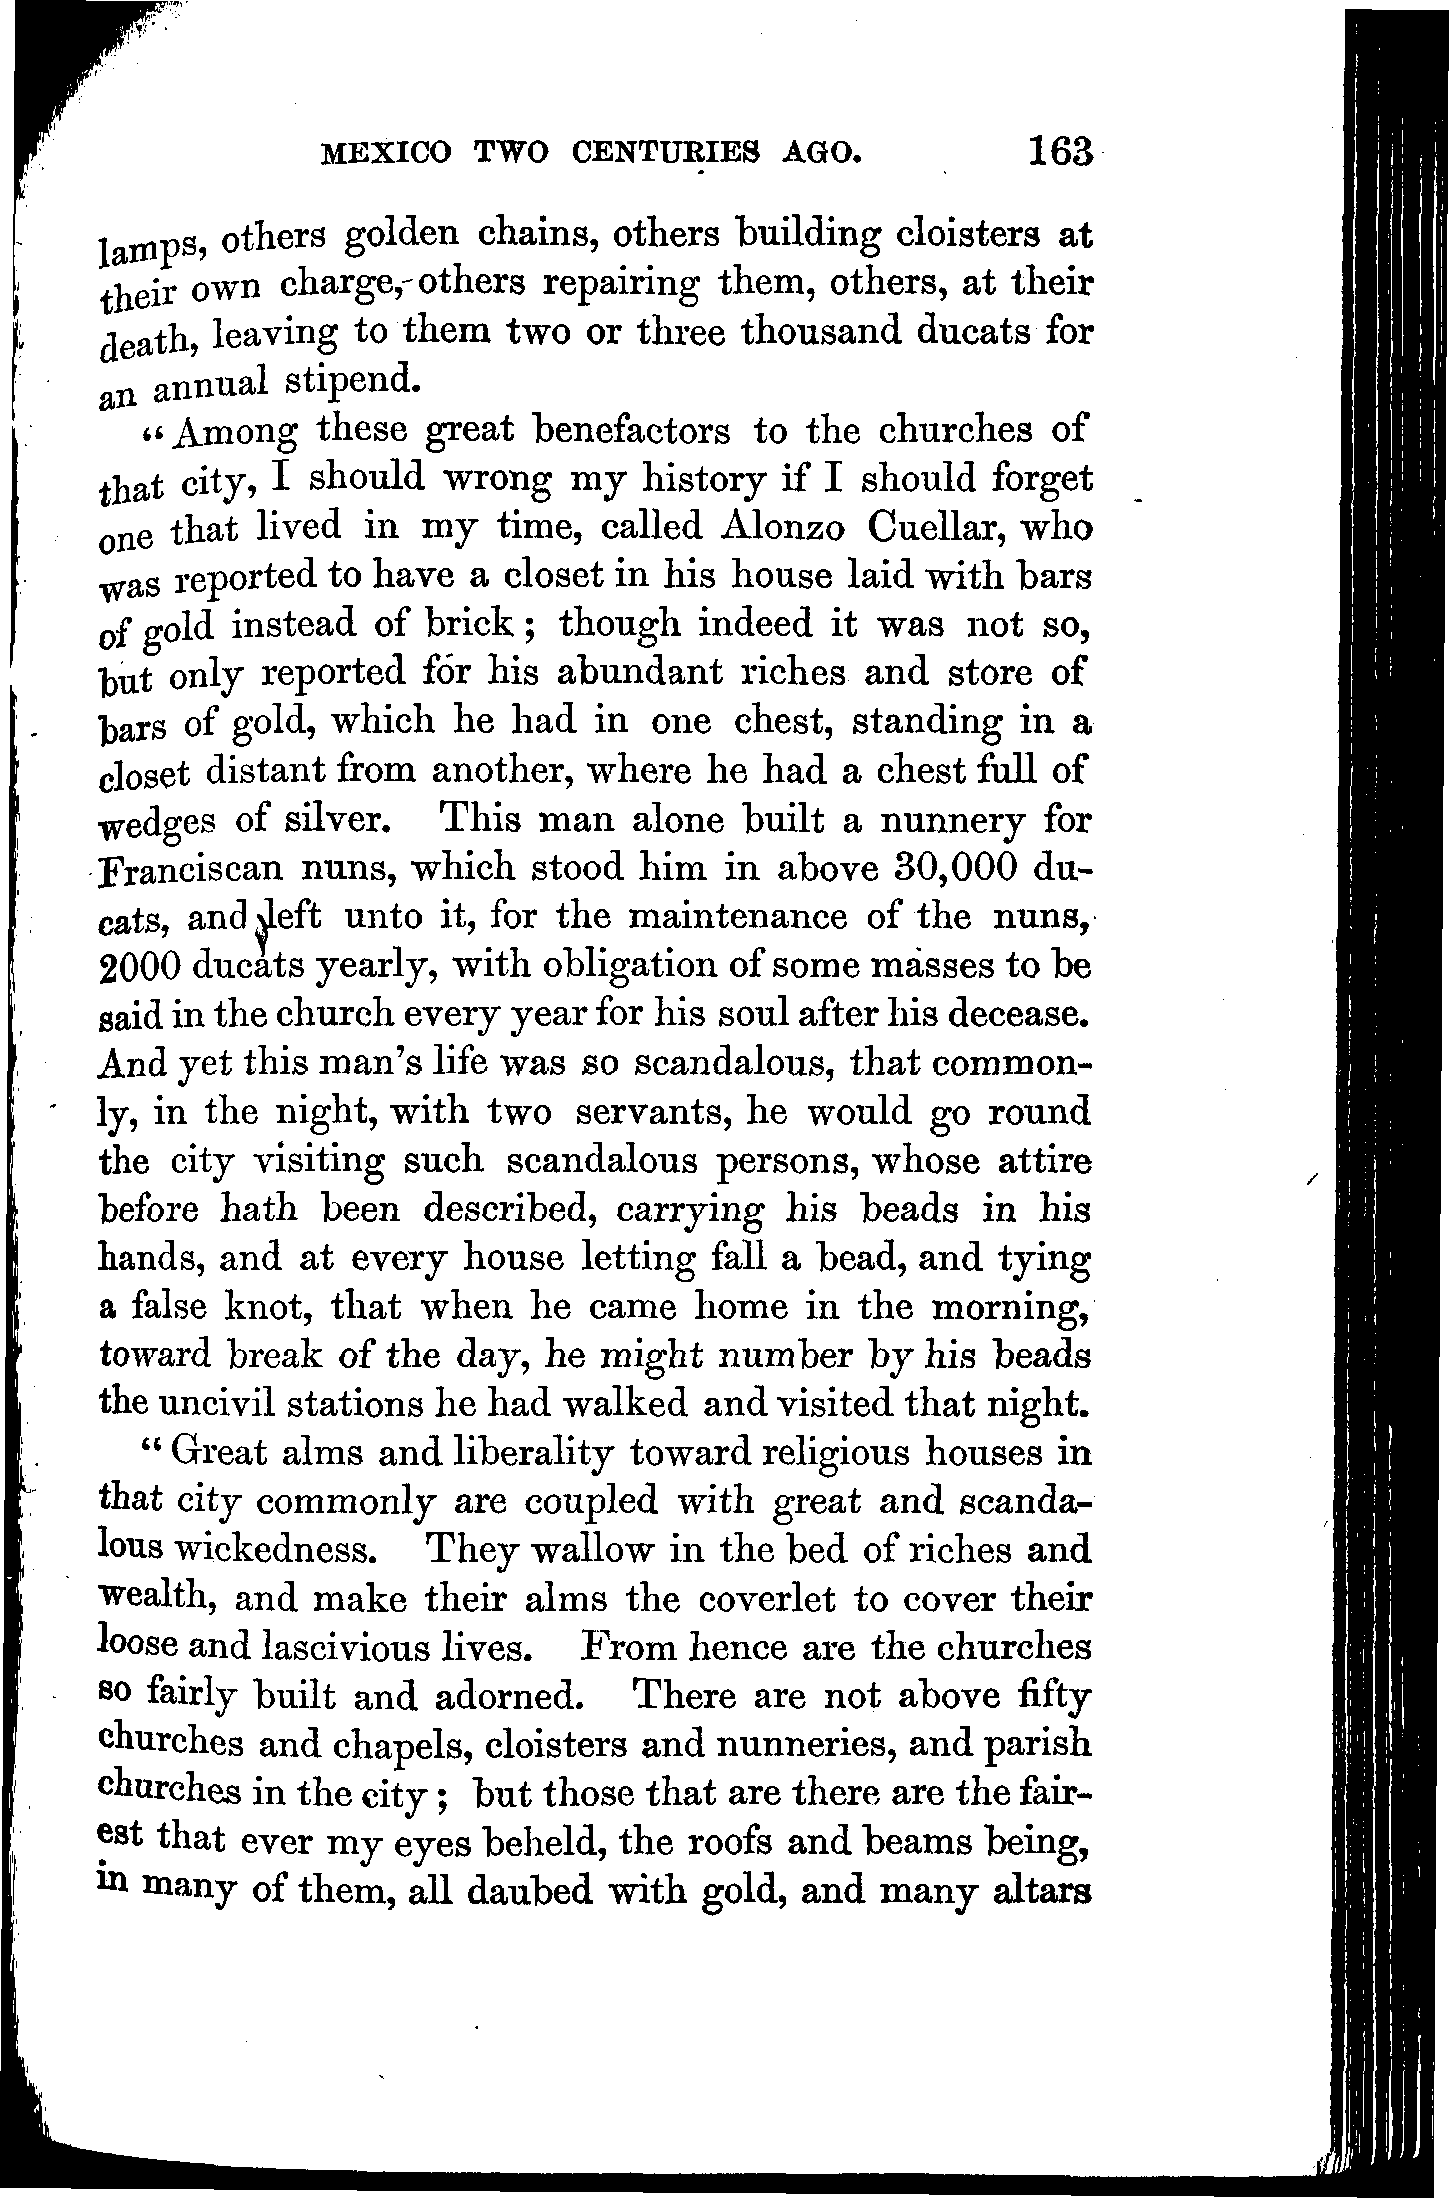 MEXICO TWO CENTURIES AGO. 163
lamps, others golden chains, others building cloisters at
their own charge, others repairing them, others, at their
death, leaving to them two or three thousand ducats for
an annual stipend.
“Among these great benefactors to the churches of
that city, I should wrong my history if I should forget
one that lived in my time, called Alonzo Cuellar, who
was reported to have a closet in his house laid with bars
of gold instead of brick; though indeed it was not so,
but only reported for his abundant riches and store of
bars of gold, which he had in one chest, standing in a
closet distant from another, where he had a chest full of
wedges of silver. This man alone built a nunnery for
Franciscan nuns, which stood him in above 30,000 du-
cats, and left unto it, for the maintenance of the nuns,
2000 ducats yearly, with obligation of some masses to be
said in the church every year for his soul after his decease.
And yet this man’s life was so scandalous, that common-
ly, in the night, with two servants, he would go round
the city visiting such scandalous persons, whose attire
before hath been described, carrying his beads in his
hands, and at every house letting fall a bead, and tying
a false knot, that when he came home in the morning,
toward break of the day, he might number by his beads
the uncivil stations he had walked and visited that night.
“Great alms and liberality toward religious houses in
that city commonly are coupled with great and scanda-
lous wickedness. They wallow in the bed of riches and
wealth, and make their alms the coverlet to cover their
loose and lascivious lives. From hence are the churches
so fairly built and adorned. There are not above fifty
churches and chapels, cloisters and nunneries, and parish
churches in the city; but those that are there are the fair-
est that ever my eyes beheld, the roofs and beams being,
in many of them, all daubed with gold, and many altars